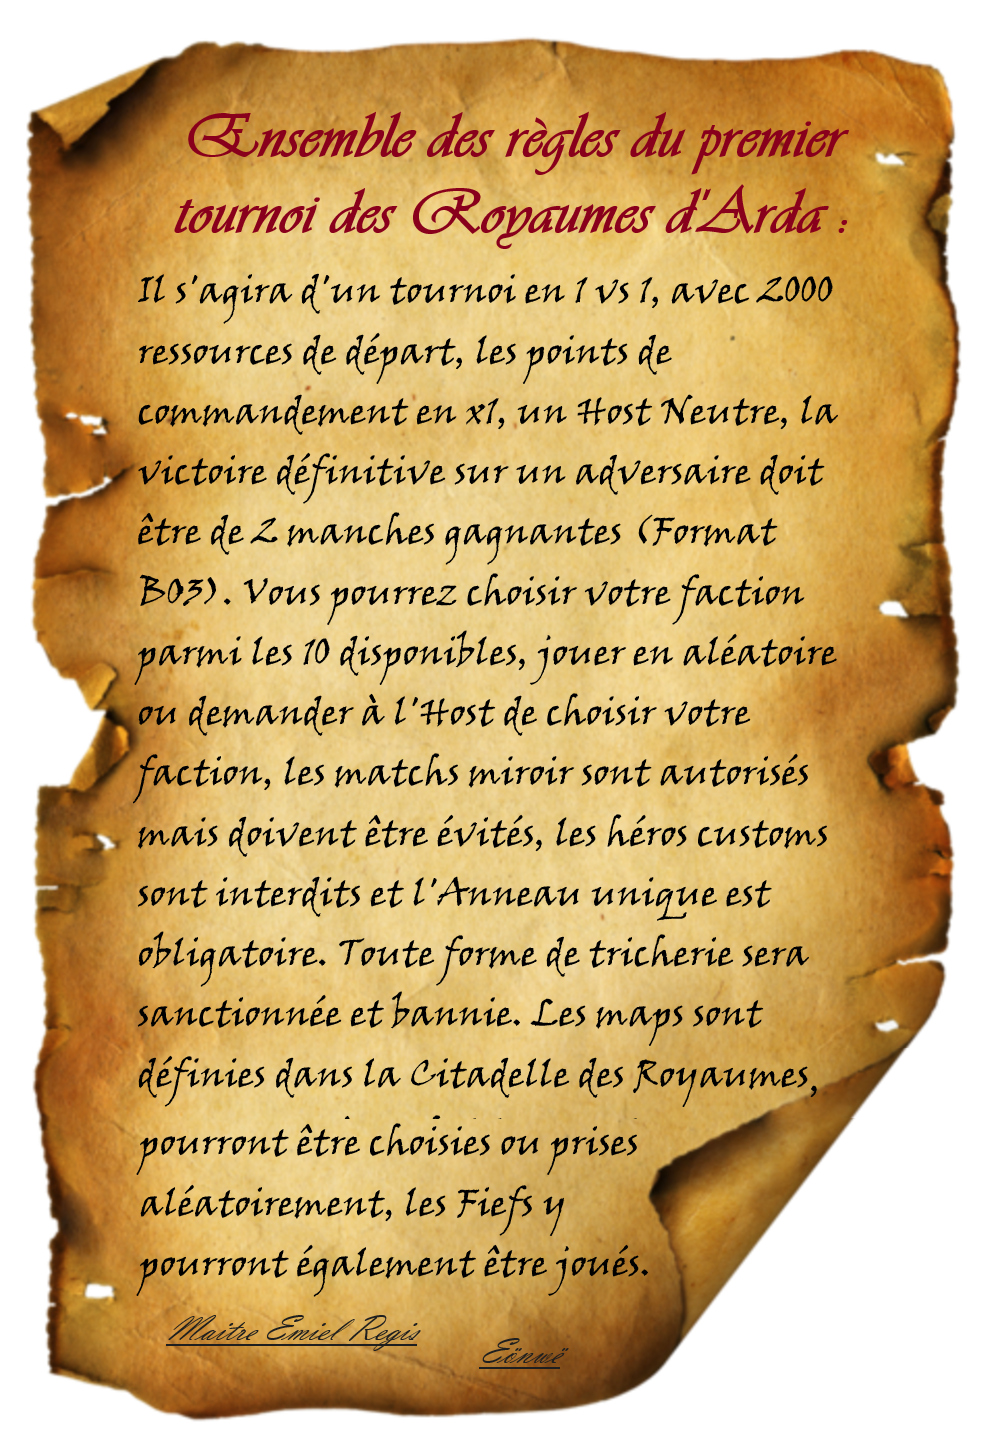 Ensemble des règles du premier
tournoi des Royaumes d'Arda :
Il s'agira d'un tournoi en 1 vs 1, avec 2000
ressources de départ, les points de
commandement en x1, un Host Neutre, la
victoire définitive sur un adversaire doit
être de 2 manches gagnantes (Format
BO3). Vous pourrez choisir votre faction
parmi les 10 disponibles, jouer en aléatoire
ou demander à l'Host de choisir votre
faction, les matchs miroir sont autorisés
mais doivent être évités, les héros customs
sont interdits et l'Anneau unique est
obligatoire. Toute forme de tricherie sera
sanctionnée et bannie. Les maps sont
définies dans la Citadelle des Royaumes,
pourront être choisies ou prises
aléatoirement, les Fiefs y
pourront également être joués.
Maitre Emiel Regis
Eönwë